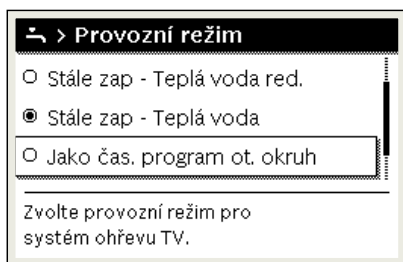 > Provozní režim
Stále zap - Teplá voda red.
Stále zap - Teplá voda
Jako čas. program ot. okruh
Zvolte provozní režim pro
systém ohřevu TV.